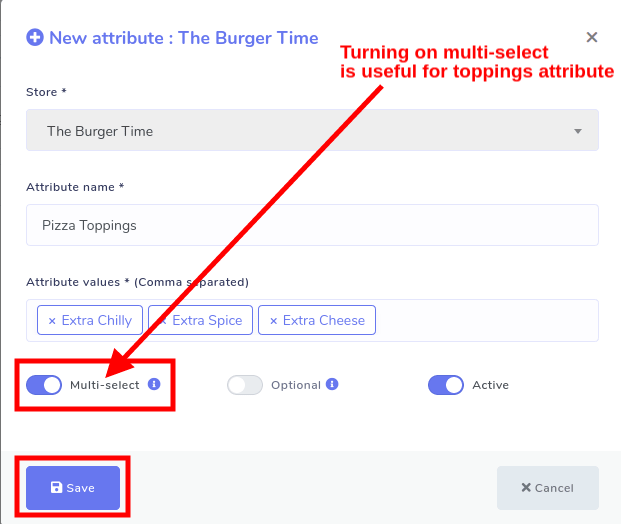 New attribute : The Burger Time
×
Turning on multi-select
is useful for toppings attribute
Store *
The Burger Time
Attribute name *
Pizza Toppings
Attribute values * (Comma separated)
× Extra Chilly × Extra Spice × Extra Cheese
Multi-select Optional Active
Save Cancel